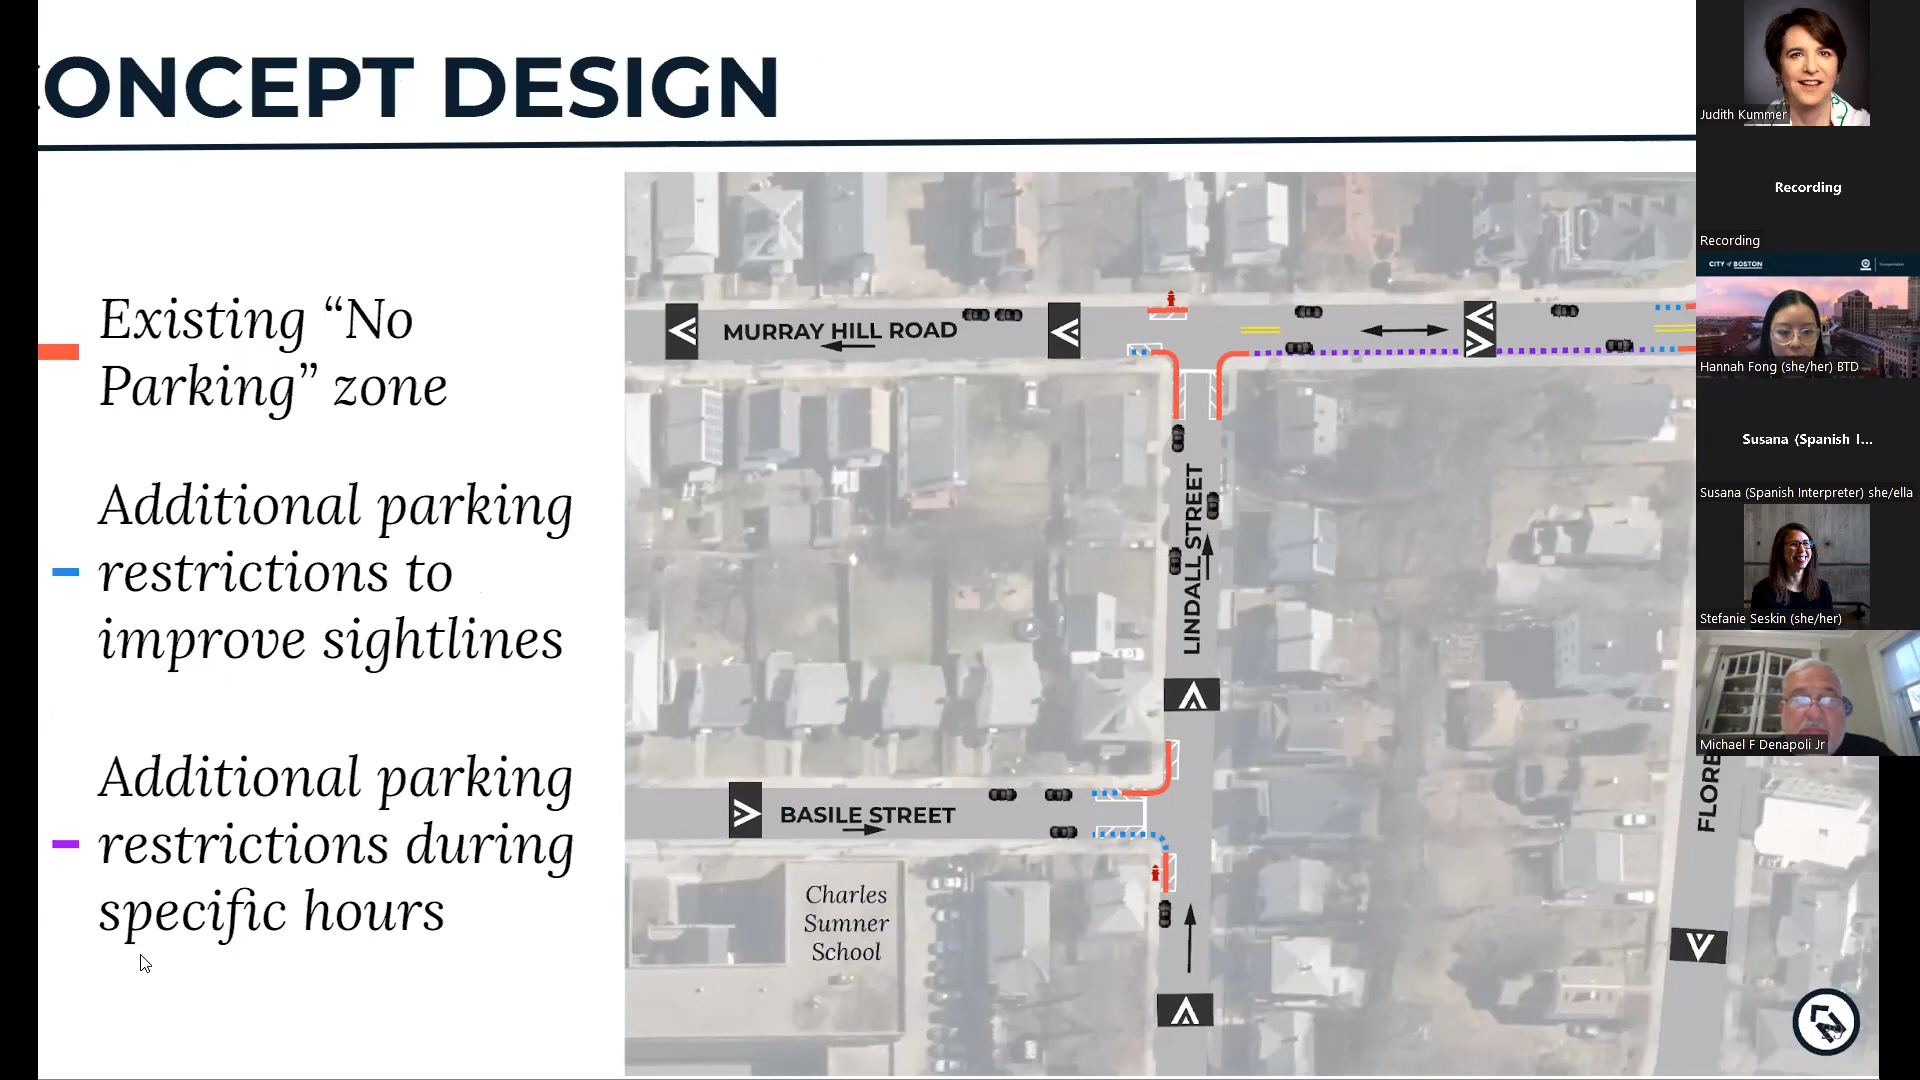 CONCEPT DESIGN
Existing “No
Parking” zone
Additional parking
restrictions to
improve sightlines
Additional parking
restrictions during
specific hours
MURRAY HILL ROAD
LINDALL STREET
BASILE STREET
Charles
Sumner
School
FLORE
Judith Kummer
Recording
Recording
CITY of BOSTON
Transportation
Hannah Fong (she/her) BTD
Susana (Spanish I...
Susana (Spanish Interpreter) she/ella
Stefanie Seskin (she/her)
Michael F Denapoli Jr